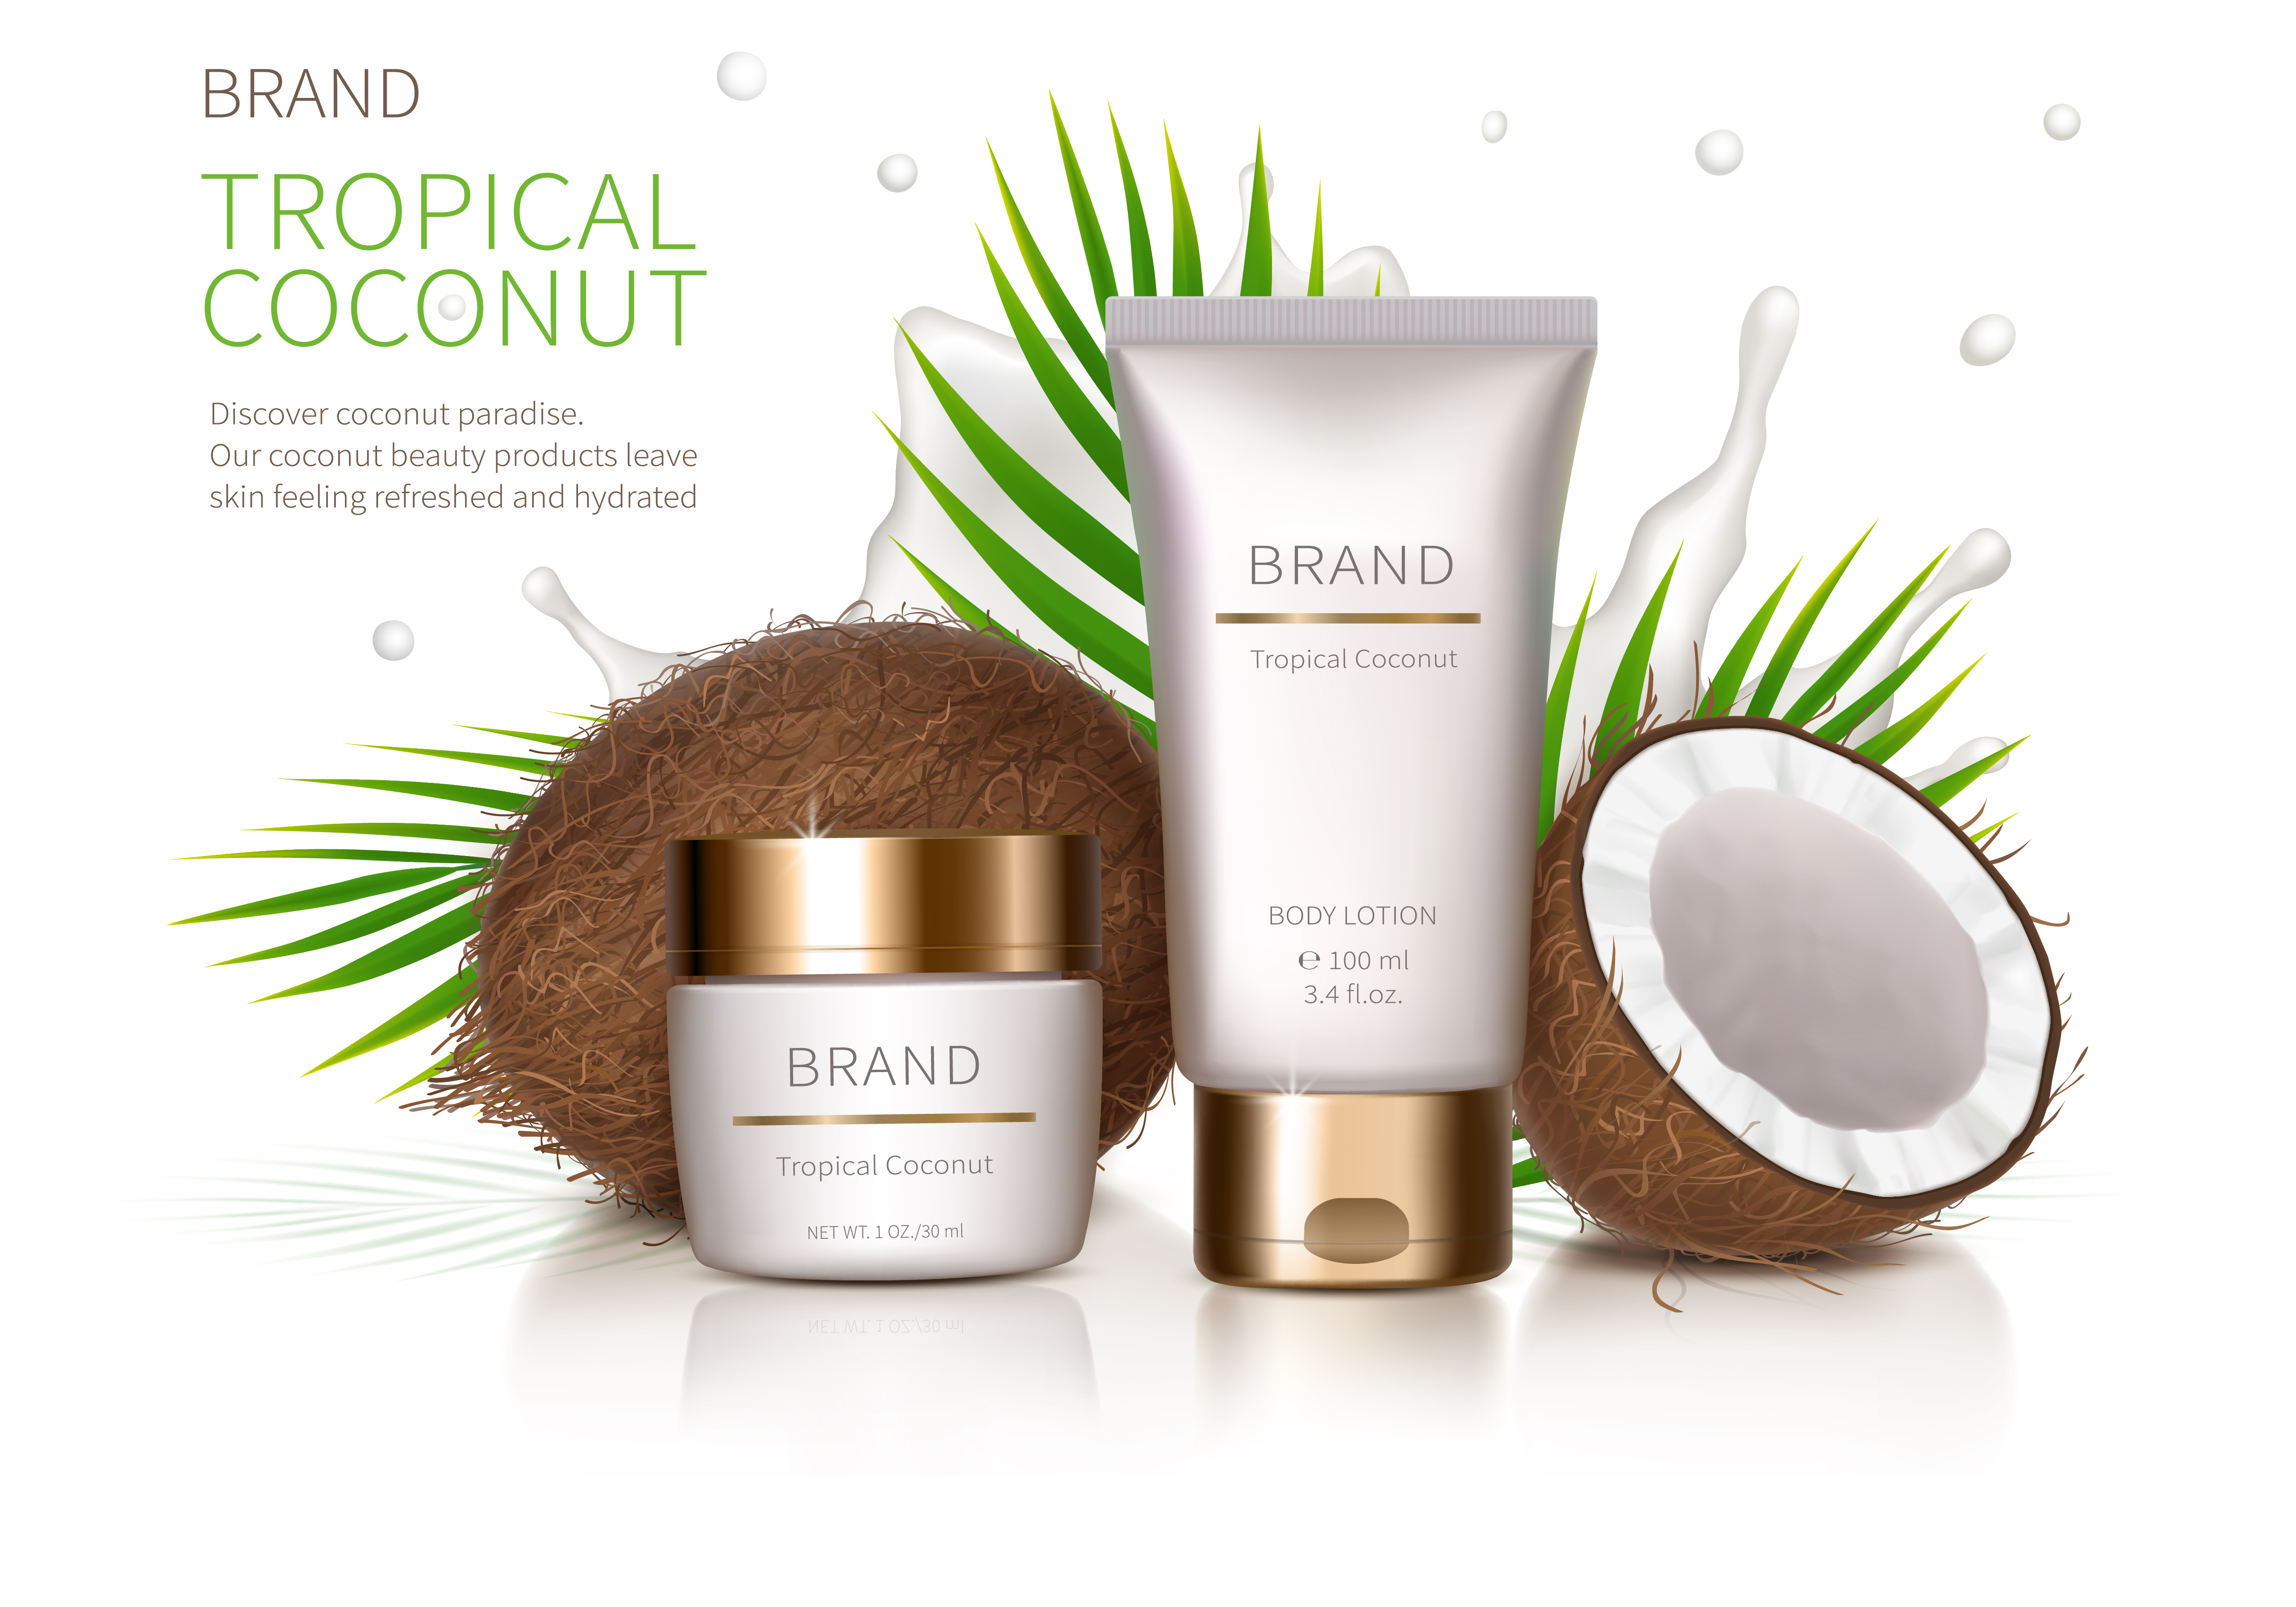 BRAND
TROPICAL
COCONUT
Discover coconut paradise.
Our coconut beauty products leave
skin feeling refreshed and hydrated
BRAND
Tropical Coconut
BODY LOTION
℮ 100 ml
3.4 fl.oz.
BRAND
Tropical Coconut
NET WT. 1 OZ./30 ml